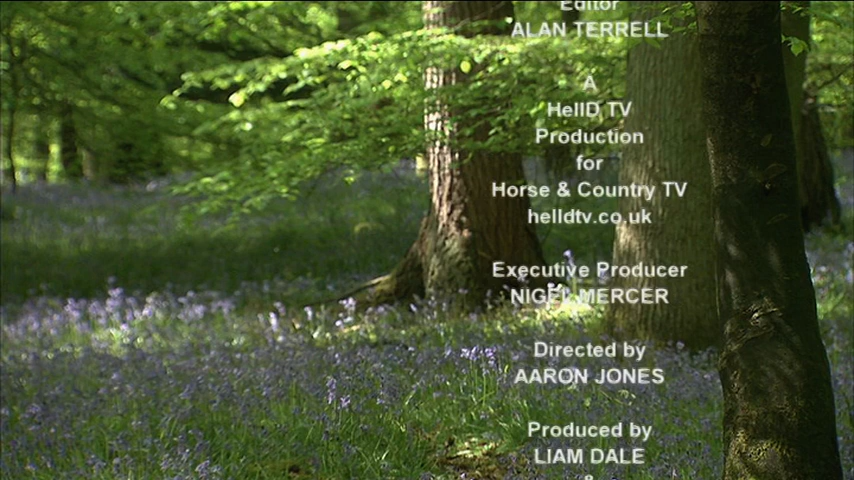 Editor
ALAN TERRELL
A
HellD TV
Production
for
Horse & Country TV
helldtv.co.uk
Executive Producer
NIGEL MERCER
Directed by
AARON JONES
Produced by
LIAM DALE
&